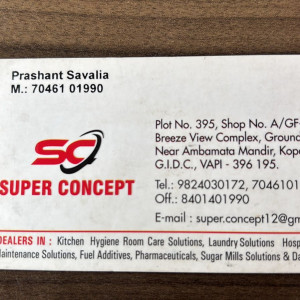 Prashant Savalia
M.: 70461 01990
SC
SUPER CONCEPT
Plot No. 395, Shop No. A/GF-
Breeze View Complex, Ground
Near Ambamata Mandir, Kop
G.I.D.C., VAPI - 396 195.
Tel.: 9824030172, 7046101
Off.: 8401401990
E-mail : super.concept12@gm
DEALERS IN : Kitchen Hygiene Room Care Solutions, Laundry Solutions Hosp
Maintenance Solutions, Fuel Additives, Pharmaceuticals, Sugar Mills Solutions & Da